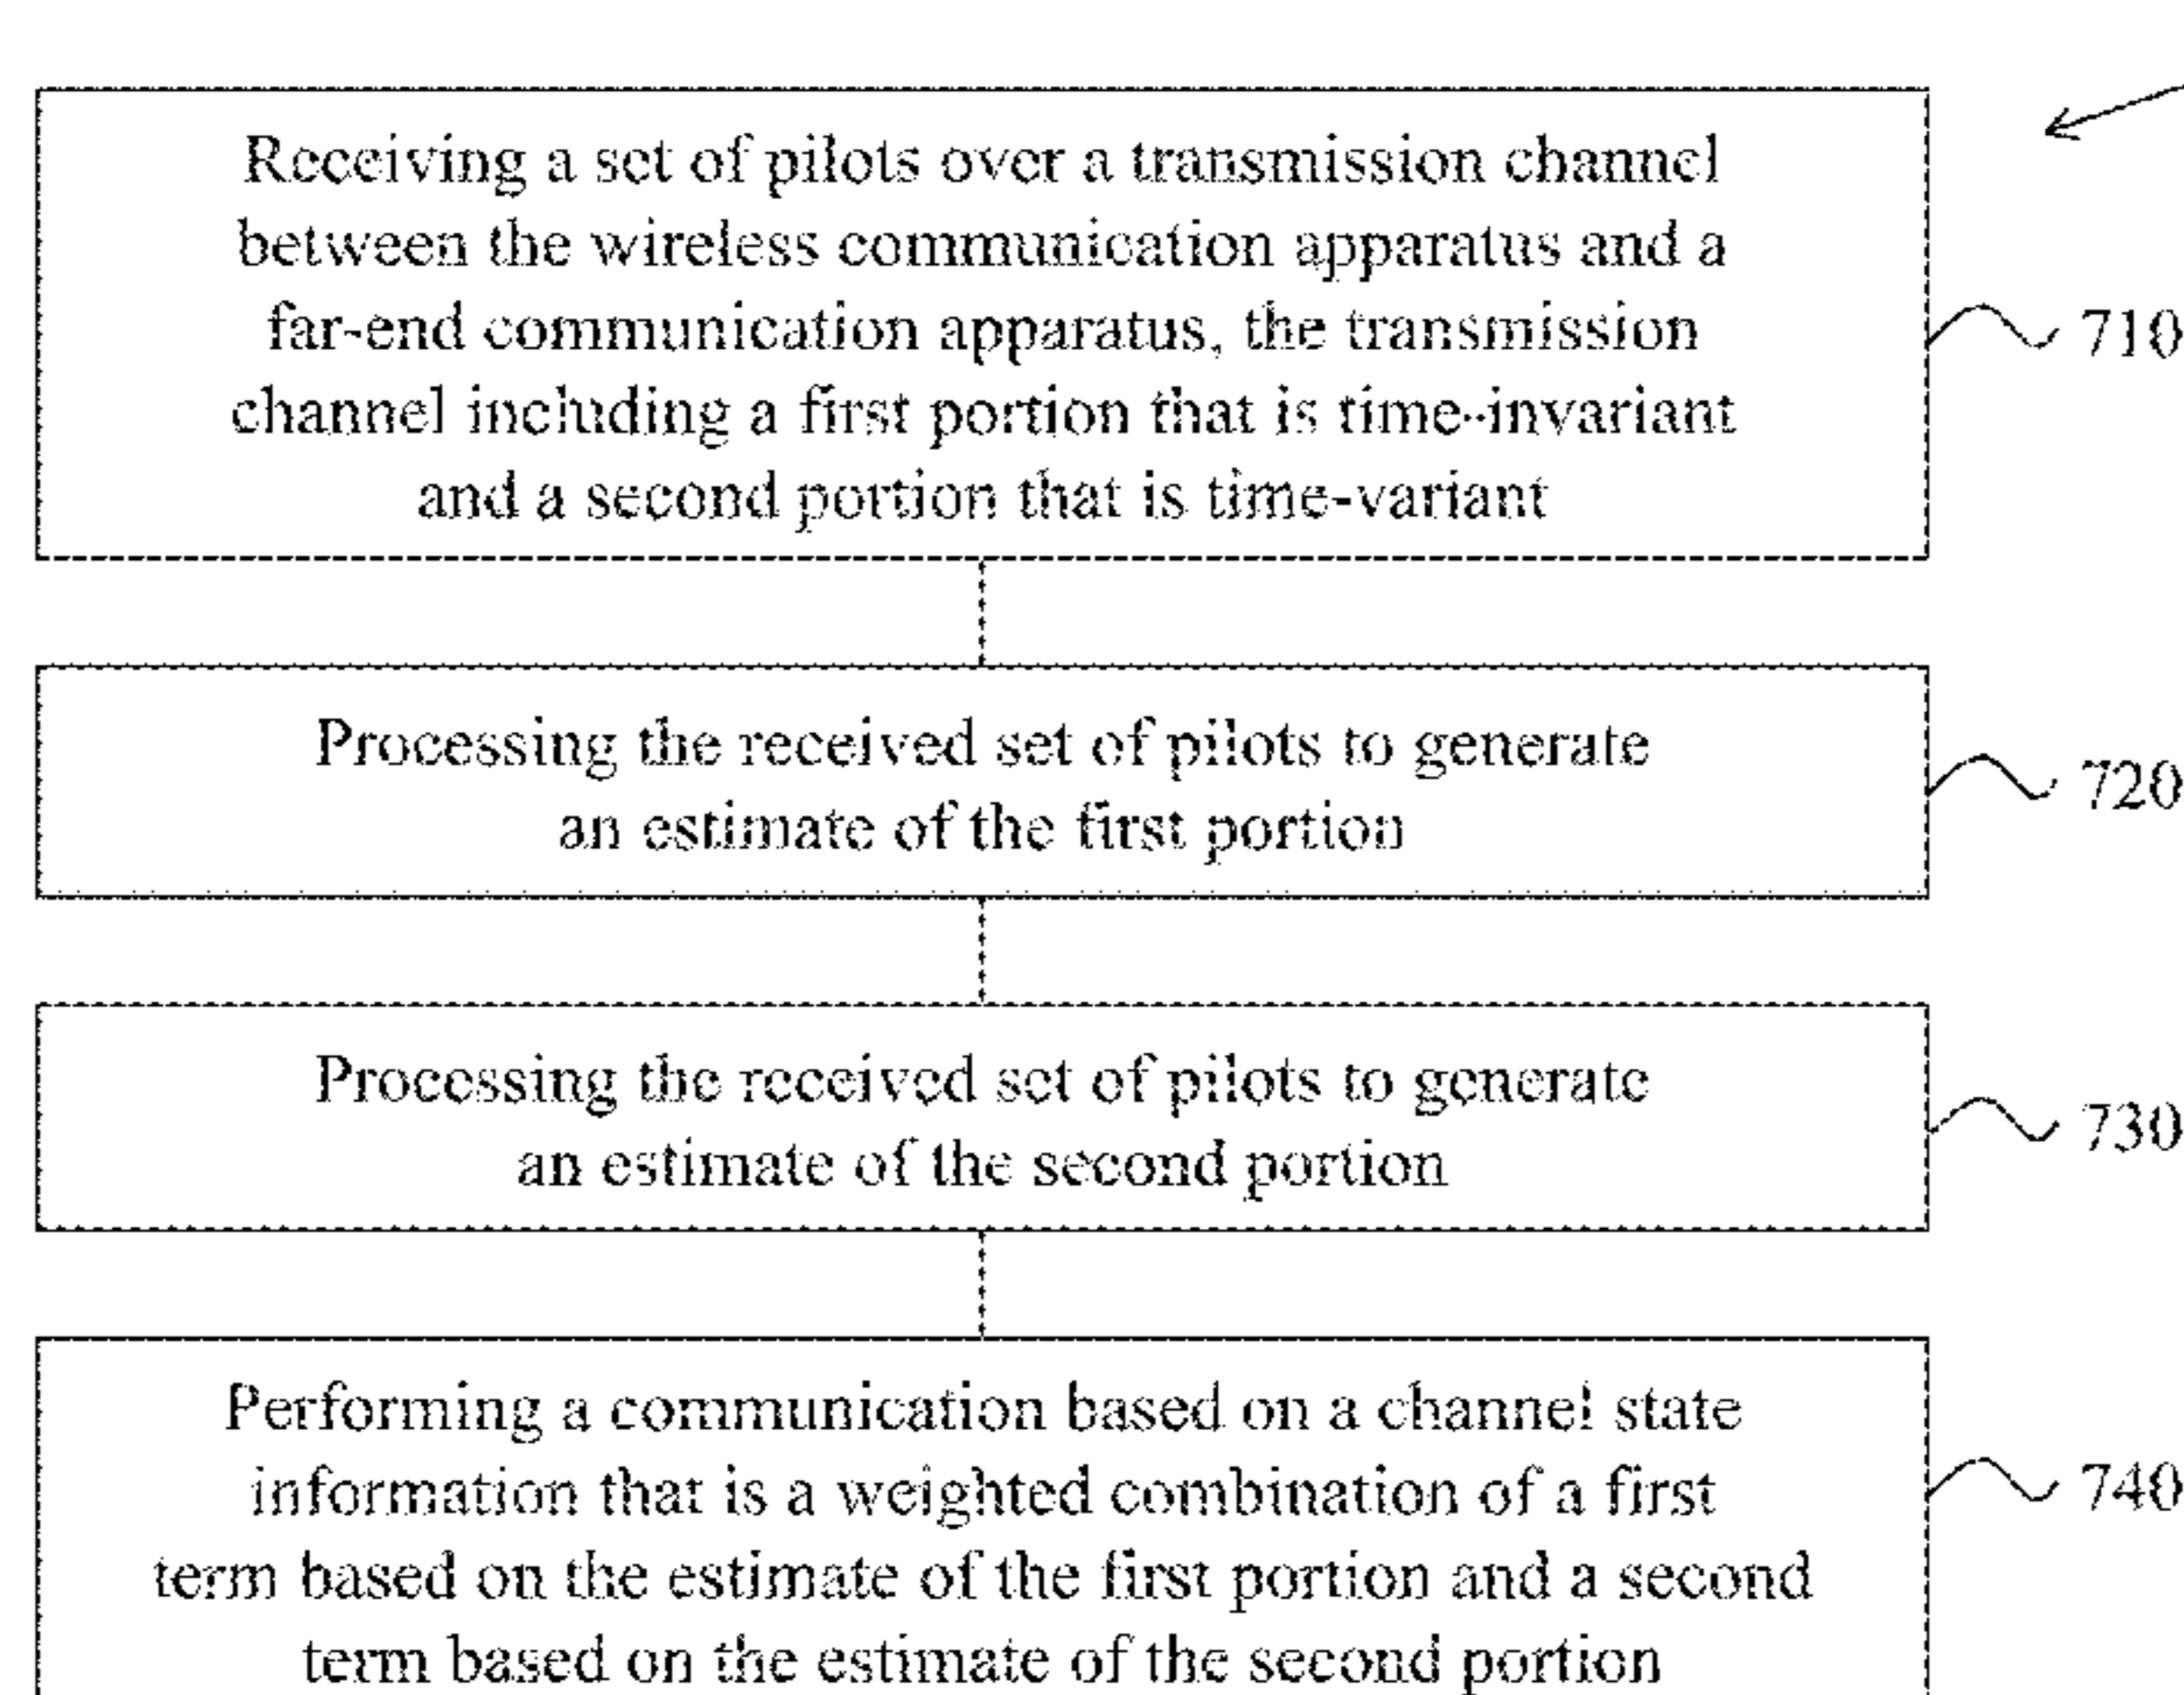 Receiving a set of pilots over a transmission channel
between the wireless communication apparatus and a
far-end communication apparatus, the transmission
channel including a first portion that is time-invariant
and a second portion that is time-variant
710
Processing the received set of pilots to generate
an estimate of the first portion
720
Processing the received set of pilots to generate
an estimate of the second portion
730
Performing a communication based on a channel state
information that is a weighted combination of a first
term based on the estimate of the first portion and a second
term based on the estimate of the second portion
740